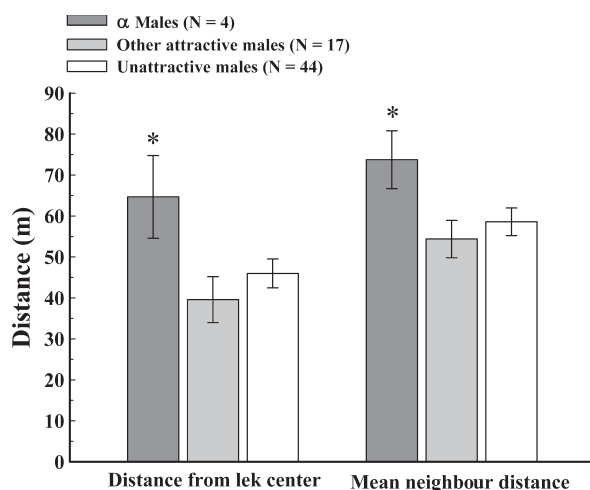 α Males (N = 4)
Other attractive males (N = 17)
Unattractive males (N = 44)
90
80
70
60
50
40
30
20
10
0
Distance (m)
*
*
Distance from lek center
Mean neighbour distance